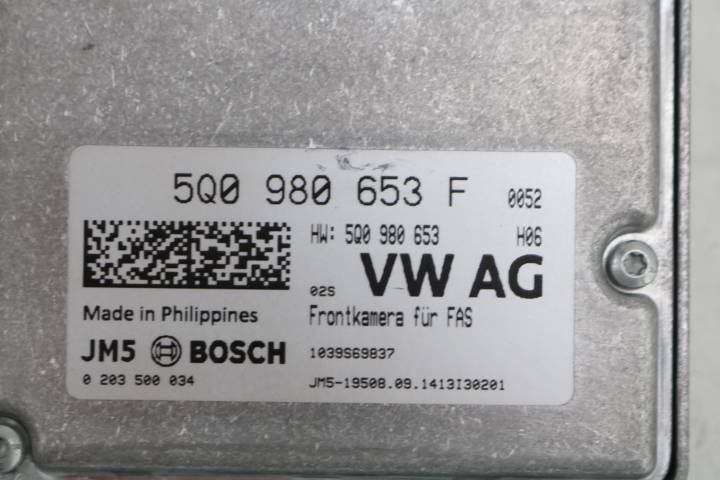 5Q0 980 653 F 0052
HW: 5Q0 980 653 H06
02S VW AG
Made in Philippines Frontkamera für FAS
JM5 BOSCH 1039S69837
0 203 500 034 JM5-19508.09.1413I30201